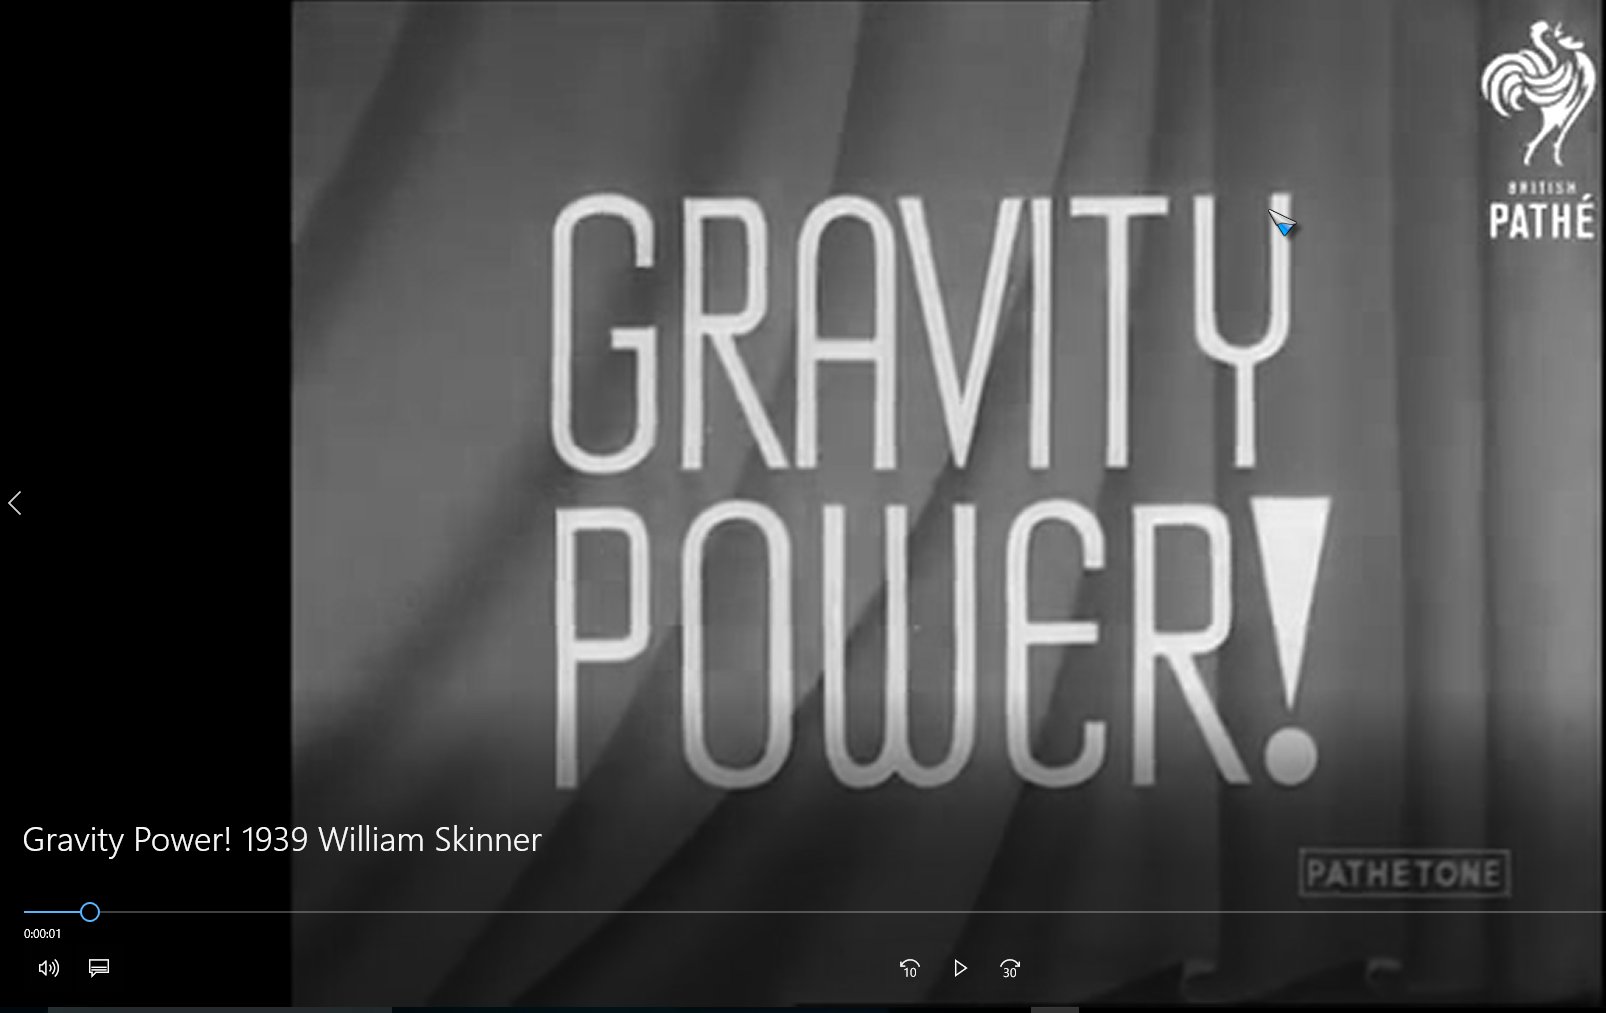 BRITISH
PATHÉ
GRAVITY
POWER!
Gravity Power! 1939 William Skinner
PATHETONE
0:00:01
10
30